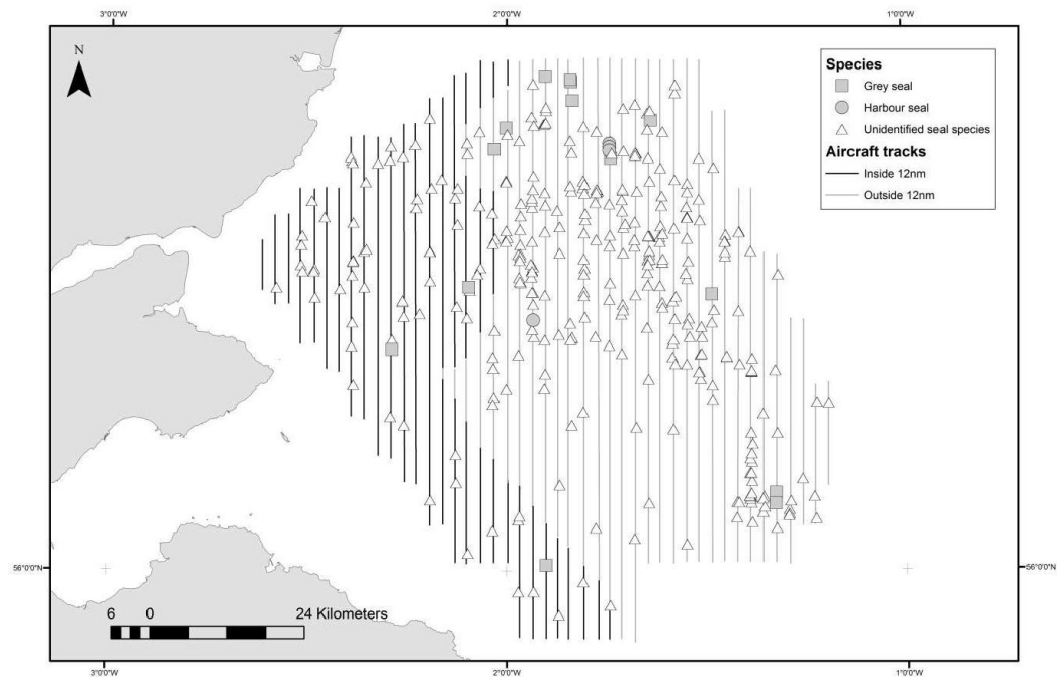 3°0'0"W 2°0'0"W 1°0'0"W
N
Species
Grey seal
Harbour seal
Unidentified seal species
Aircraft tracks
Inside 12nm
Outside 12nm
56°0'0"N 56°0'0"N
6 0 24 Kilometers
3°0'0"W 2°0'0"W 1°0'0"W